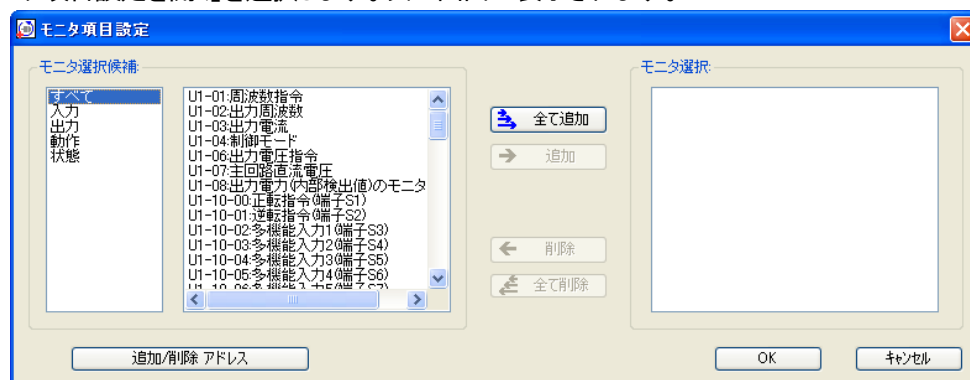 モニタ項目設定
モニタ選択候補:
すべて
入力
出力
動作
状態
U1-01:周波数指令
U1-02:出力周波数
U1-03:出力電流
U1-04:制御モード
U1-06:出力電圧指令
U1-07:主回路直流電圧
U1-08:出力電力(内部検出値)のモニタ
U1-10-00:正転指令(端子S1)
U1-10-01:逆転指令(端子S2)
U1-10-02:多機能入力1(端子S3)
U1-10-03:多機能入力2(端子S4)
U1-10-04:多機能入力3(端子S5)
U1-10-05:多機能入力4(端子S6)
全て追加
追加
削除
全て削除
モニタ選択:
追加/削除 アドレス
OK
キャンセル